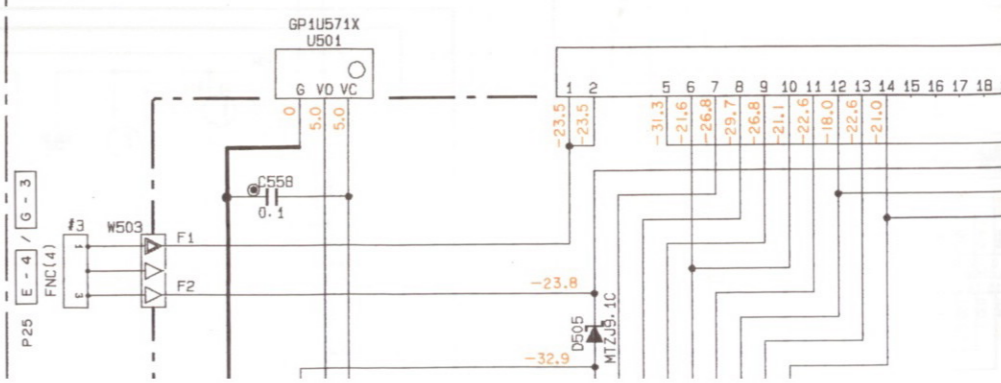 GP1U571X
U501
G VO VC
0
5.0
5.0
1 2 5 6 7 8 9 10 11 12 13 14 15 16 17 18
-23.5
-23.5
-31.3
-21.6
-26.8
-29.7
-26.8
-21.1
-22.6
-18.0
-22.6
-21.0
C558
0.1
P25 E-4 / G-3
#3
W503
FNC(4)
1
3
F1
F2
-23.8
D505
MTZJ9.1C
-32.9